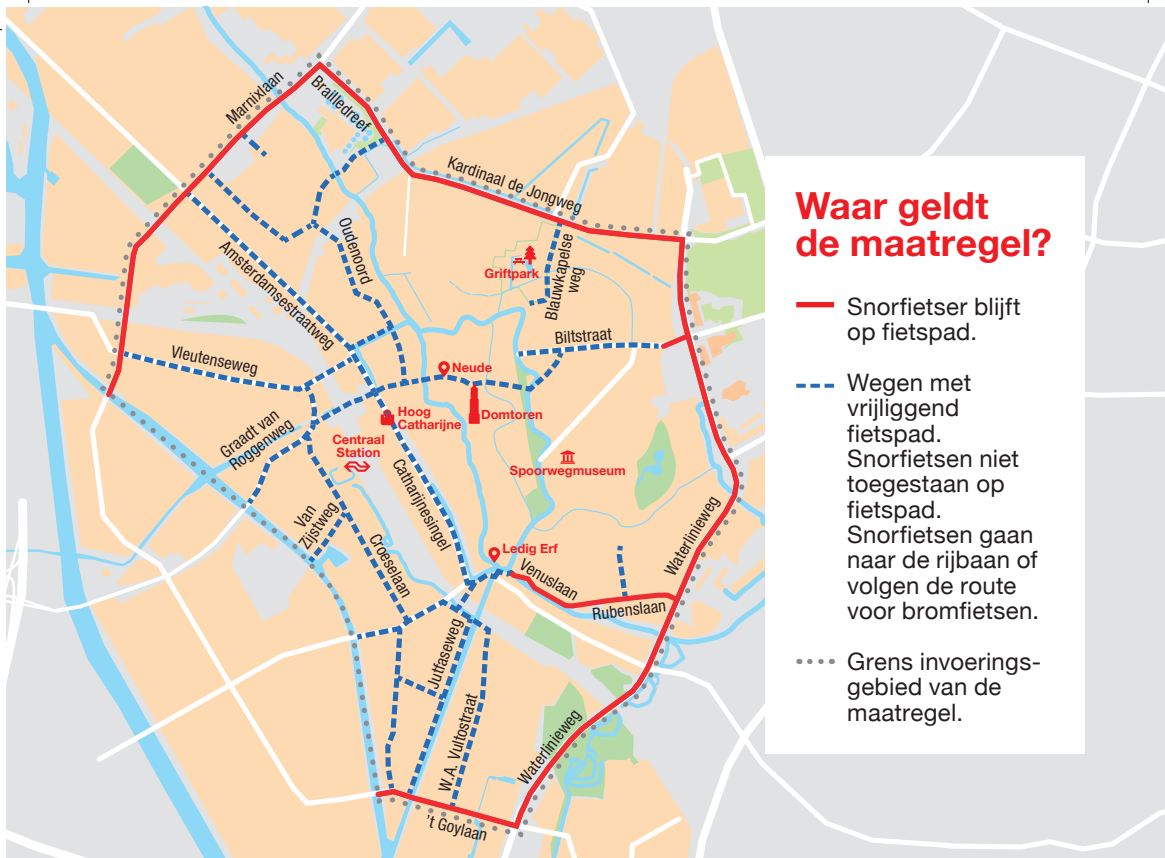 Marnixlaan
Brailledreef
Kardinaal de Jongweg
Oudenoord
Amsterdamsestraatweg
Griftpark
Blauwkapelse
weg
Biltstraat
Vleutenseweg
Neude
Domtoren
Hoog
Catharijne
Graadt van
Roggenweg
Centraal
Station
Spoorwegmuseum
Catharijnesingel
Van
Zijstweg
Croeselaan
Waterlinieweg
Ledig Erf
Venuslaan
Rubenslaan
Jutfaseweg
W.A. Vultostraat
Waterlinieweg
't Goylaan
Waar geldt
de maatregel?
Snorfietser blijft
op fietspad.
Wegen met
vrijliggend
fietspad.
Snorfietsen niet
toegestaan op
fietspad.
Snorfietsen gaan
naar de rijbaan of
volgen de route
voor bromfietsen.
Grens invoerings-
gebied van de
maatregel.